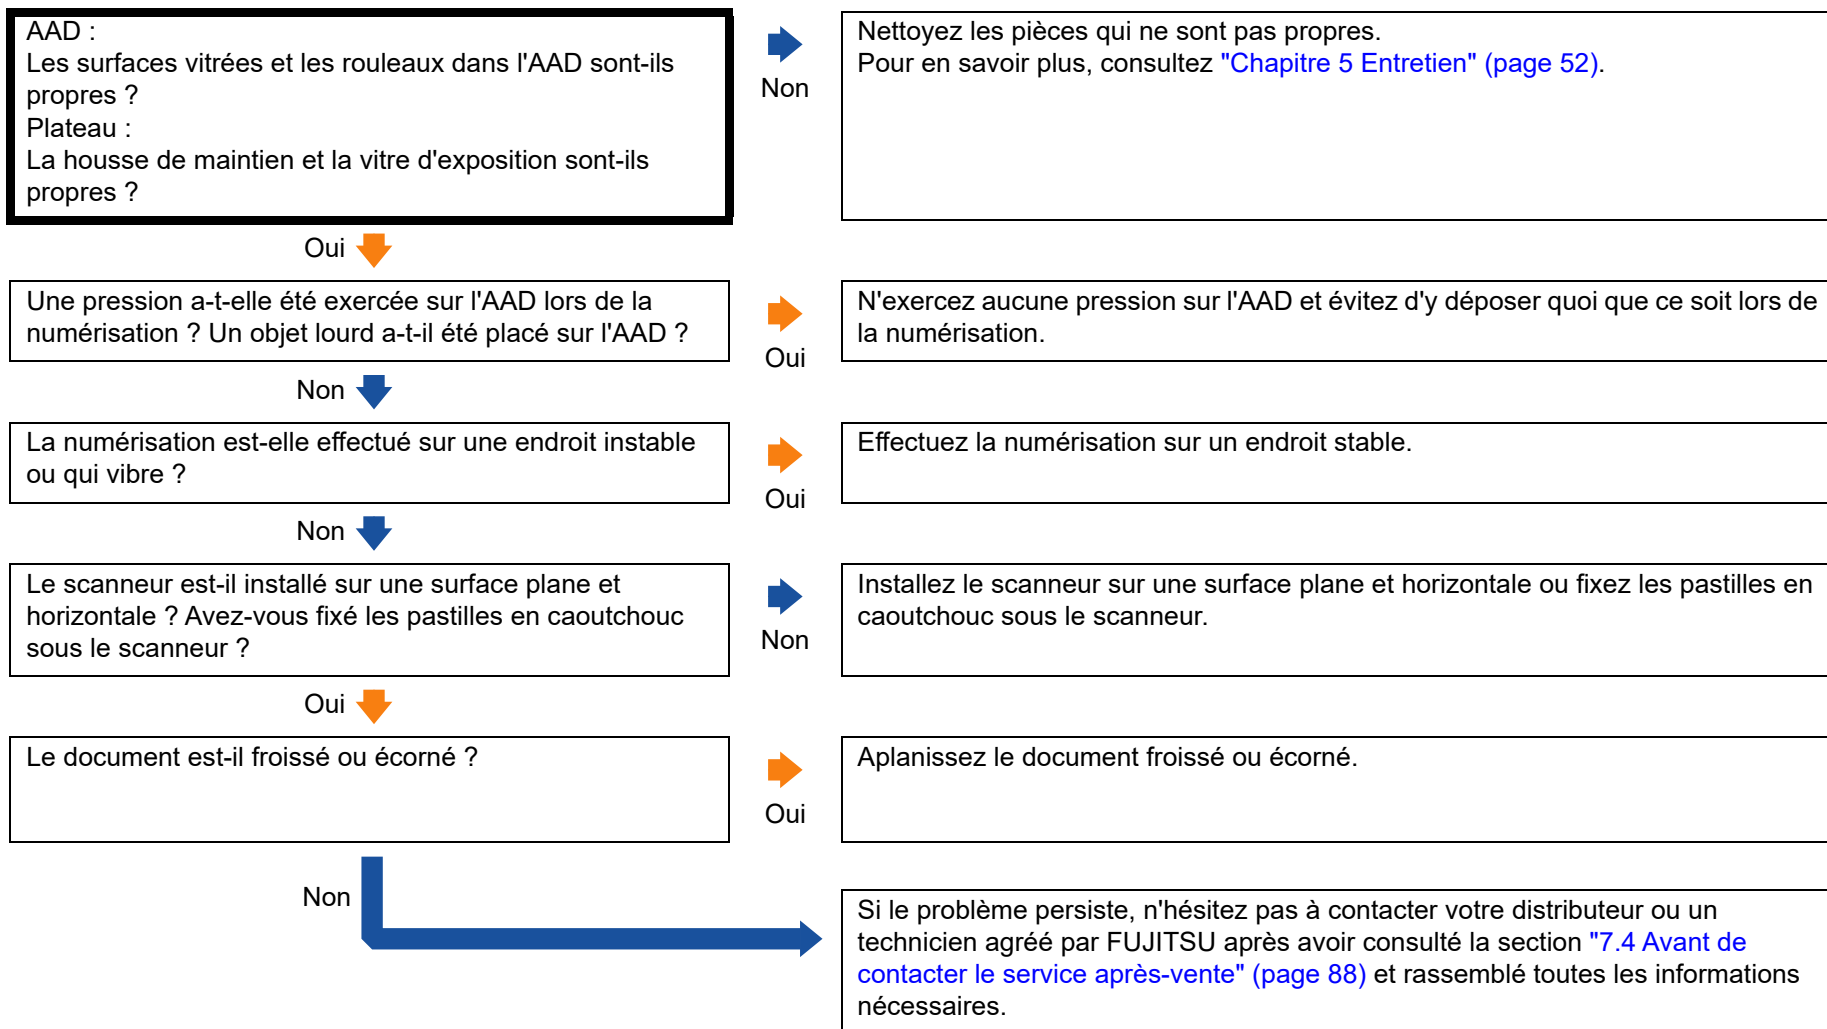 AAD :
Les surfaces vitrées et les rouleaux dans l'AAD sont-ils
propres ?
Plateau :
La housse de maintien et la vitre d'exposition sont-ils
propres ?
Non
Nettoyez les pièces qui ne sont pas propres.
Pour en savoir plus, consultez "Chapitre 5 Entretien" (page 52).
Oui
Une pression a-t-elle été exercée sur l'AAD lors de la
numérisation ? Un objet lourd a-t-il été placé sur l'AAD ?
Oui
N'exercez aucune pression sur l'AAD et évitez d'y déposer quoi que ce soit lors de
la numérisation.
Non
La numérisation est-elle effectué sur une endroit instable
ou qui vibre ?
Oui
Effectuez la numérisation sur un endroit stable.
Non
Le scanneur est-il installé sur une surface plane et
horizontale ? Avez-vous fixé les pastilles en caoutchouc
sous le scanneur ?
Non
Installez le scanneur sur une surface plane et horizontale ou fixez les pastilles en
caoutchouc sous le scanneur.
Oui
Le document est-il froissé ou écorné ?
Oui
Aplanissez le document froissé ou écorné.
Non
Si le problème persiste, n'hésitez pas à contacter votre distributeur ou un
technicien agréé par FUJITSU après avoir consulté la section "7.4 Avant de
contacter le service après-vente" (page 88) et rassemblé toutes les informations
nécessaires.